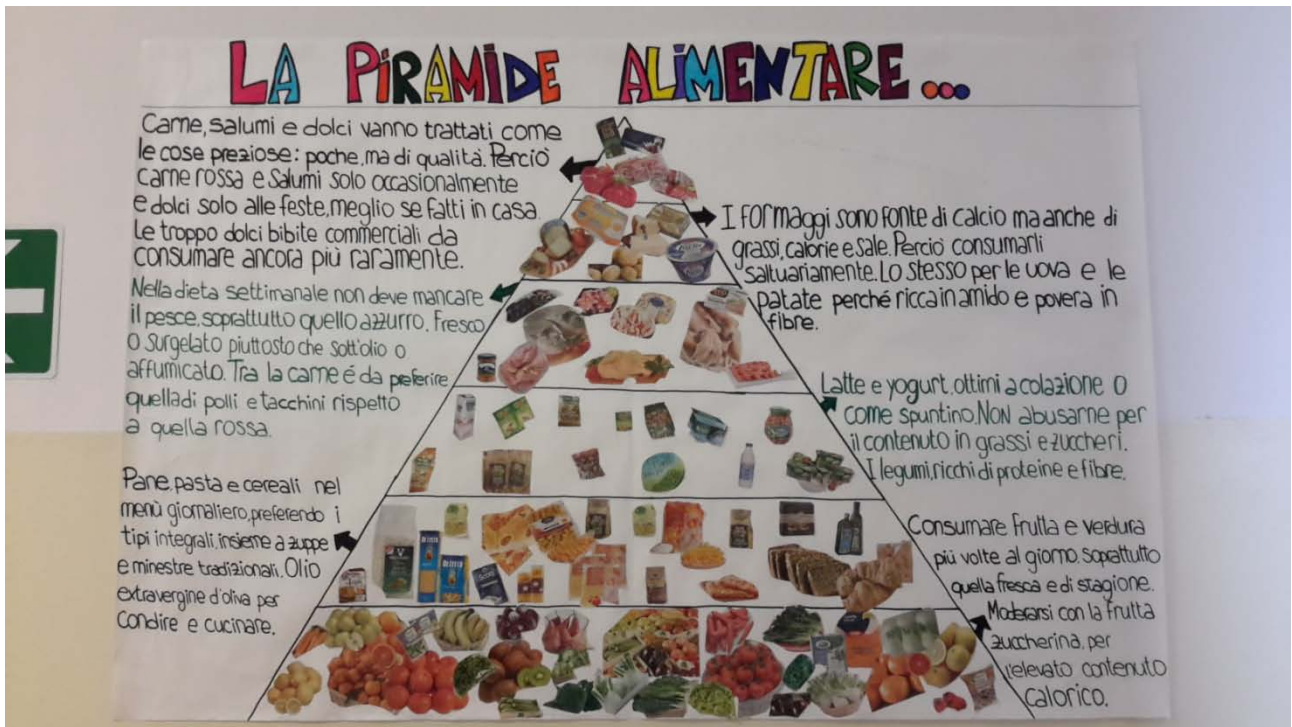 LA PiRAMiDE ALiMENTARE...
Carne, salumi e dolci vanno trattati come
le cose preziose: poche, ma di qualità. Perciò
carne rossa e Salumi solo occasionalmente
e dolci solo alle feste, meglio se fatti in casa.
Le troppo dolci bibite commerciali da
consumare ancora più raramente.
I FORMAGGI sono fonte di calcio ma anche di
grassi, calorie e sale. Perciò consumarli
saltuariamente. Lo stesso per le uova e le
patate perché ricca in amido e povera in
fibre.
Nella dieta settimanale non deve mancare
il pesce, soprattutto quello azzurro. Fresco
o surgelato piuttosto che sott'olio o
affumicato. Tra la carne é da preferire
quella di polli e tacchini rispetto
a quella rossa.
Latte e yogurt, ottimi a colazione o
come spuntino. NON abusarne per
il contenuto in grassi e zuccheri.
I legumi, ricchi di proteine e fibre.
Pane, pasta e cereali nel
menù giornaliero, preferendo i
tipi integrali, insieme a zuppe
e minestre tradizionali. Olio
extravergine d'oliva per
condire e cucinare.
Consumare frutta e verdura
più volte al giorno, soprattutto
quella fresca e di stagione.
Moderarsi con la frutta
zuccherina, per
l'elevato contenuto
calorico.